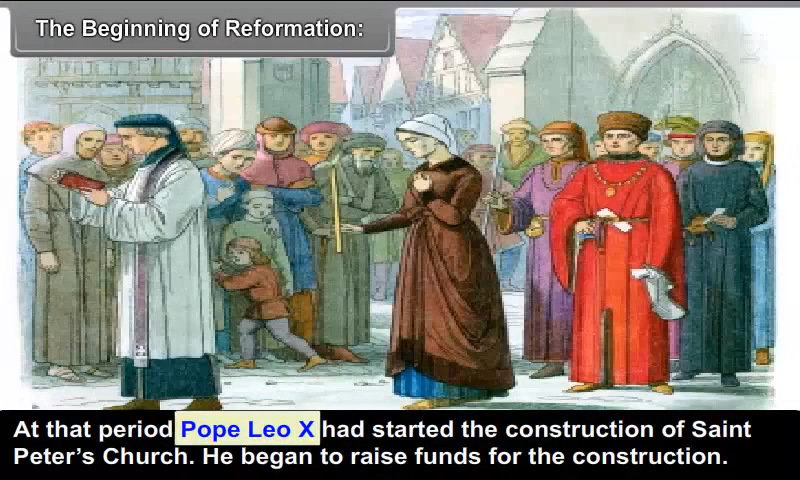 The Beginning of Reformation:
At that period Pope Leo X had started the construction of Saint
Peter’s Church. He began to raise funds for the construction.